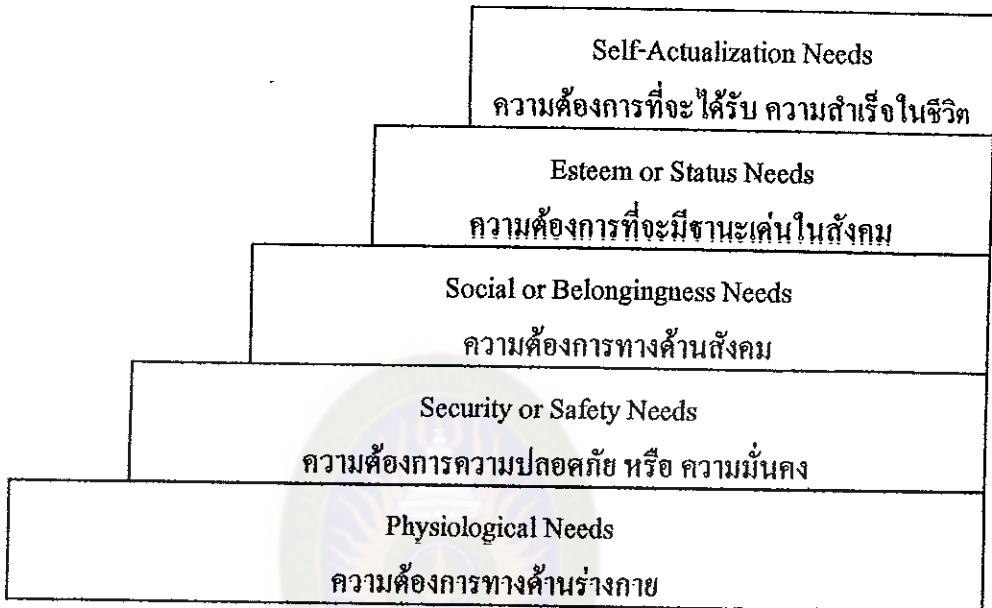 Self-Actualization Needs
ความต้องการที่จะได้รับ ความสำเร็จในชีวิต
Esteem or Status Needs
ความต้องการที่จะมีฐานะเด่นในสังคม
Social or Belongingness Needs
ความต้องการทางด้านสังคม
Security or Safety Needs
ความต้องการความปลอดภัย หรือ ความมั่นคง
Physiological Needs
ความต้องการทางด้านร่างกาย